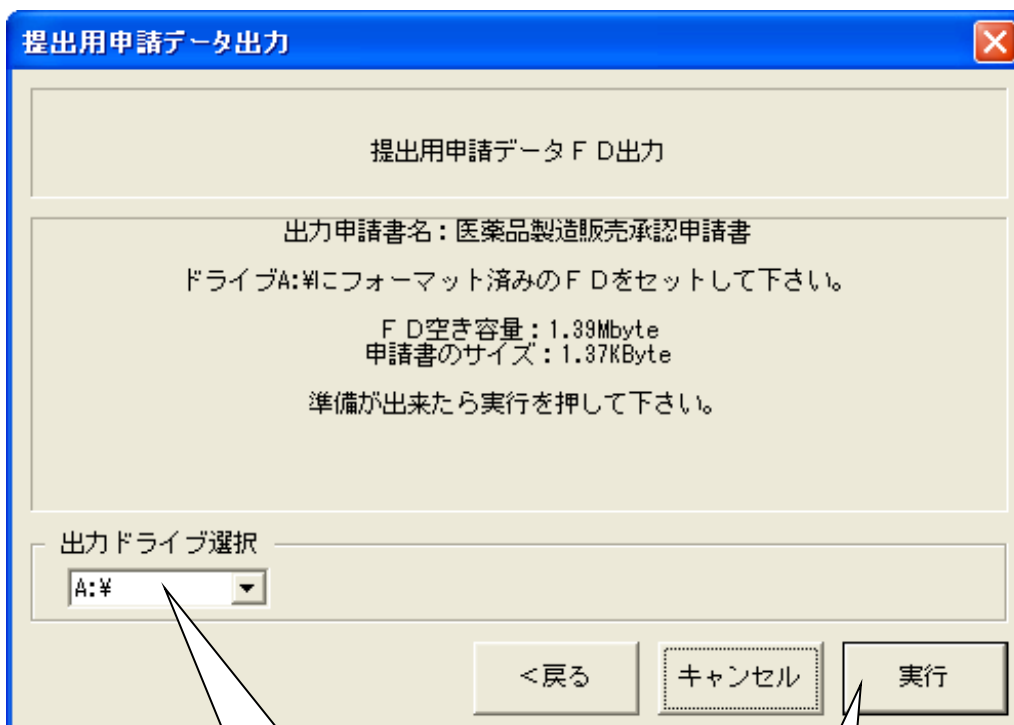 提出用申請データ出力
提出用申請データＦＤ出力
出力申請書名：医薬品製造販売承認申請書
ドライブA:¥にフォーマット済みのＦＤをセットして下さい。
ＦＤ空き容量：1.39Mbyte
申請書のサイズ：1.37KByte
準備が出来たら実行を押して下さい。
出力ドライブ選択
A:¥
<戻る
キャンセル
実行